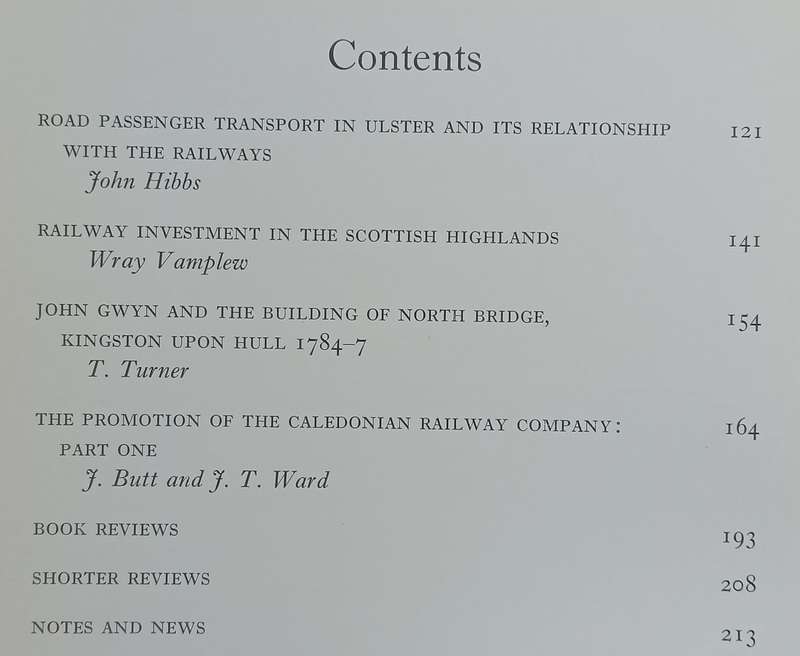 Contents
ROAD PASSENGER TRANSPORT IN ULSTER AND ITS RELATIONSHIP 121
WITH THE RAILWAYS
John Hibbs
RAILWAY INVESTMENT IN THE SCOTTISH HIGHLANDS 141
Wray Vamplew
JOHN GWYN AND THE BUILDING OF NORTH BRIDGE, 154
KINGSTON UPON HULL 1784–7
T. Turner
THE PROMOTION OF THE CALEDONIAN RAILWAY COMPANY: 164
PART ONE
J. Butt and J. T. Ward
BOOK REVIEWS 193
SHORTER REVIEWS 208
NOTES AND NEWS 213